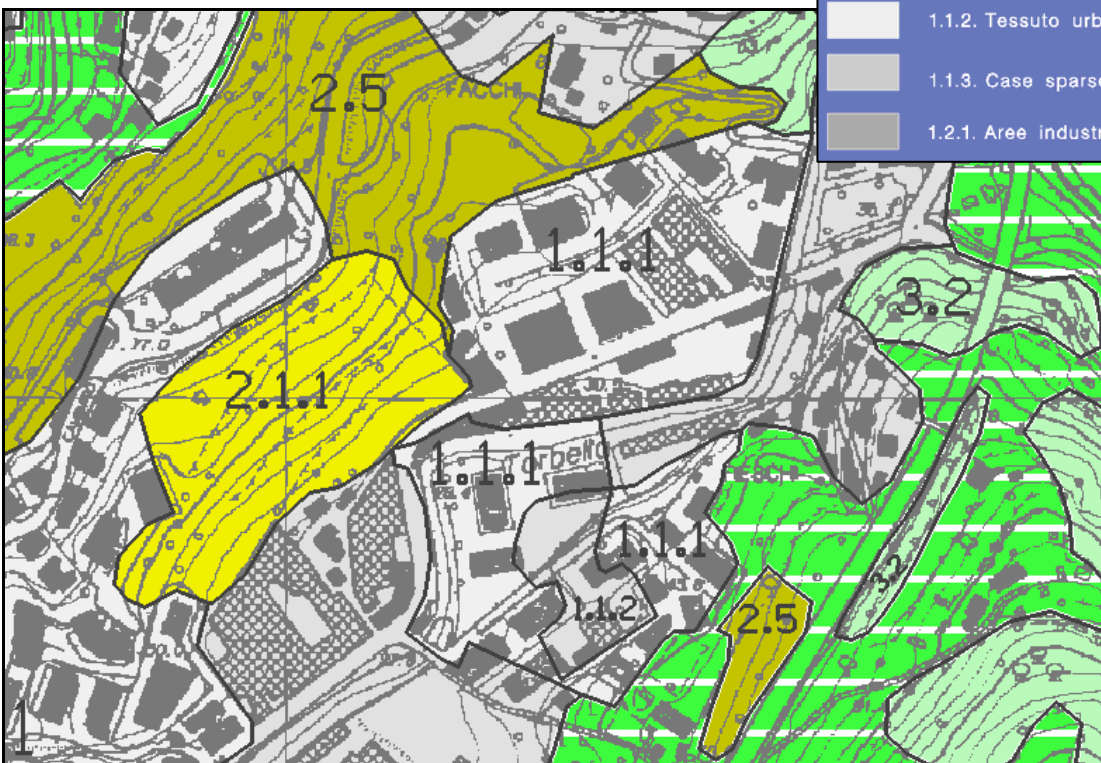 1.1.2. Tessuto urb
1.1.3. Case sparse
1.2.1. Aree industr
2.5
FACCHI
1.1.1
3.2
2.1.1
1.1.1
Torbella
1.1.1
3.2
1.1.2
2.5
1